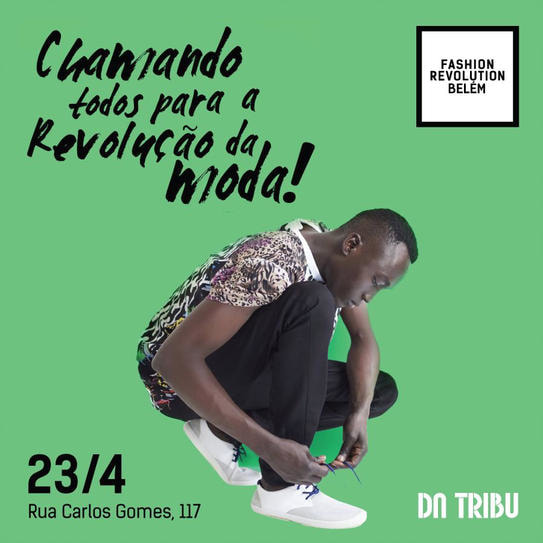 Chamando
todos para a
Revolução da
moda!
FASHION
REVOLUTION
BELÉM
23/4
Rua Carlos Gomes, 117
DA TRIBU